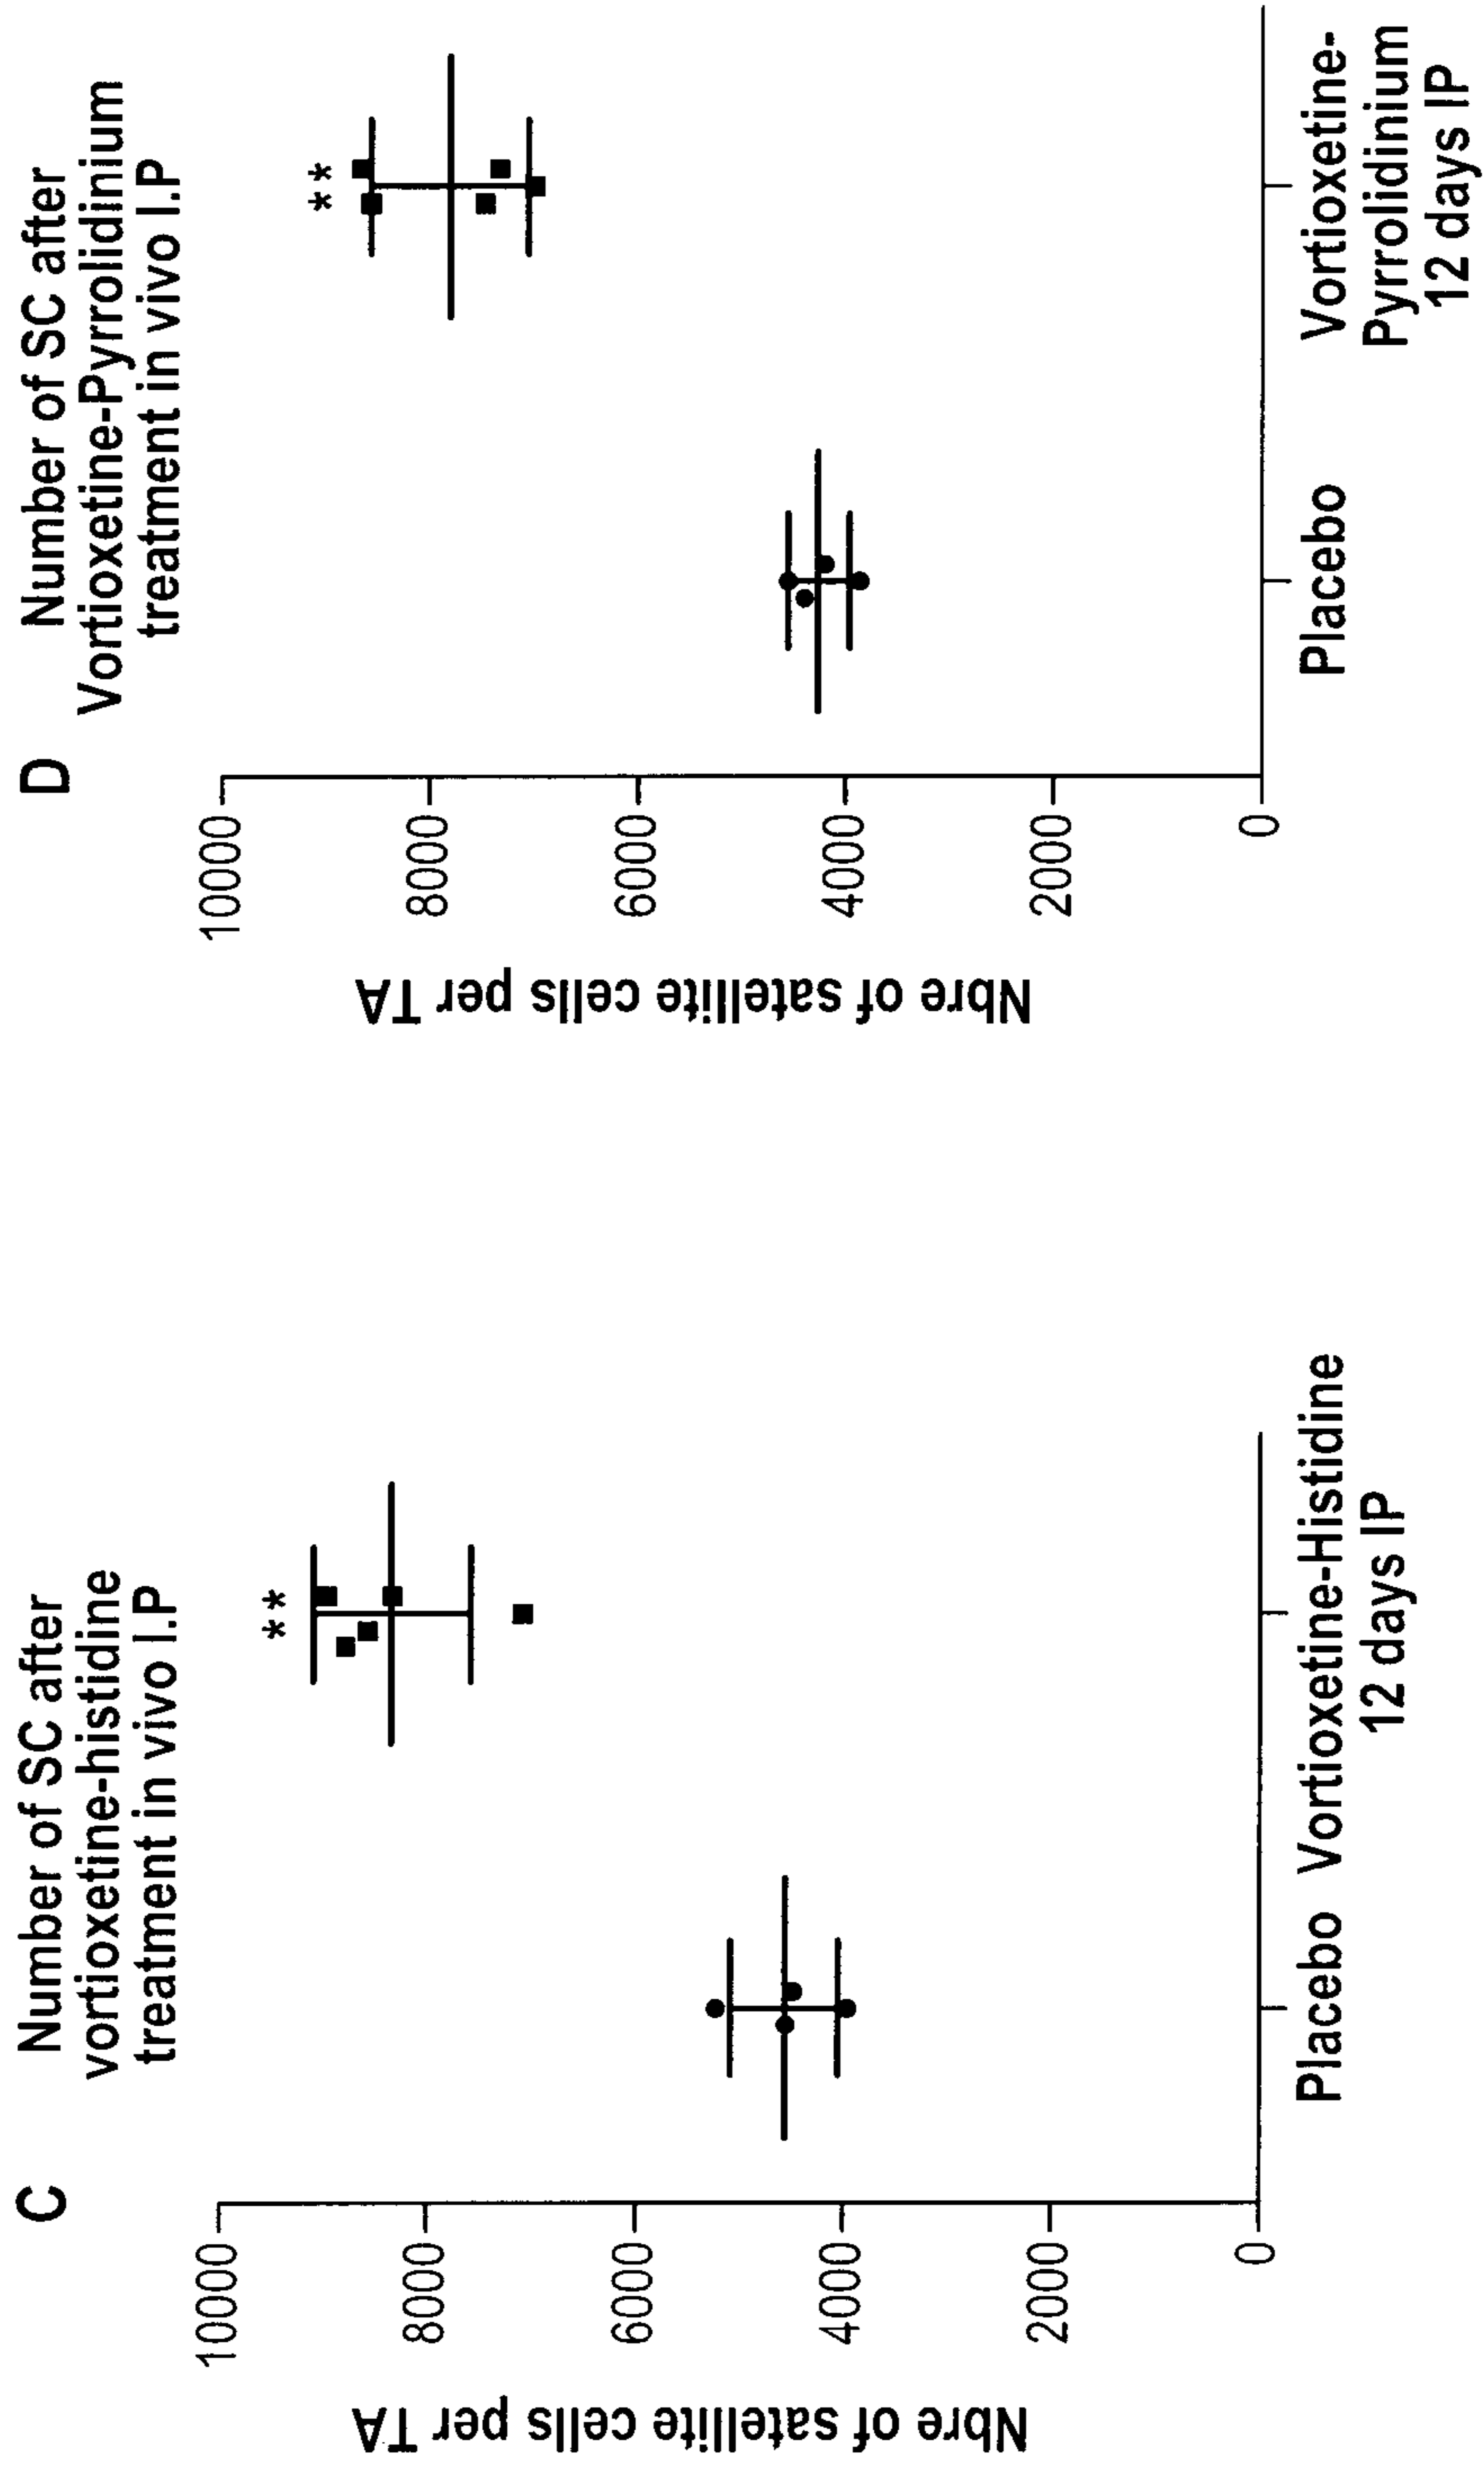 C
Number of SC after
vortioxetine-histidine
treatment in vivo I.P
Nbre of satellite cells per TA
10000
8000
6000
4000
2000
0
**
Placebo
Vortioxetine-Histidine
12 days IP
D
Number of SC after
Vortioxetine-Pyrrolidinium
treatment in vivo I.P
Nbre of satellite cells per TA
10000
8000
6000
4000
2000
0
**
Placebo
Vortioxetine-
Pyrrolidinium
12 days IP